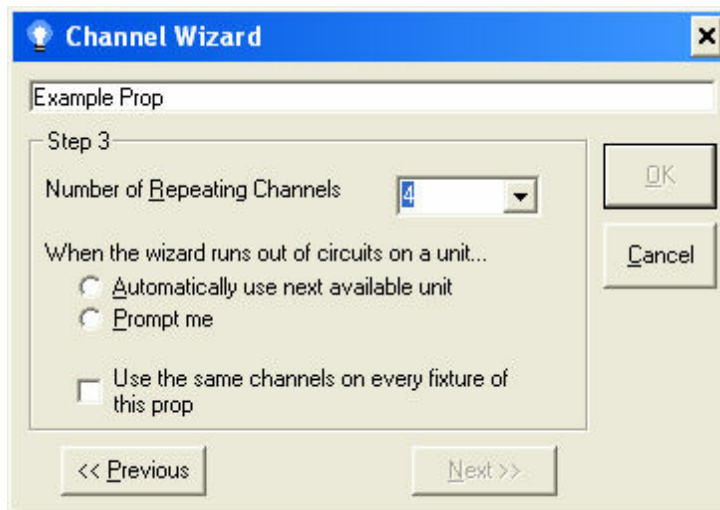 Channel Wizard
Example Prop
Step 3
Number of Repeating Channels
4
OK
When the wizard runs out of circuits on a unit...
Cancel
Automatically use next available unit
Prompt me
Use the same channels on every fixture of
this prop
<< Previous
Next >>